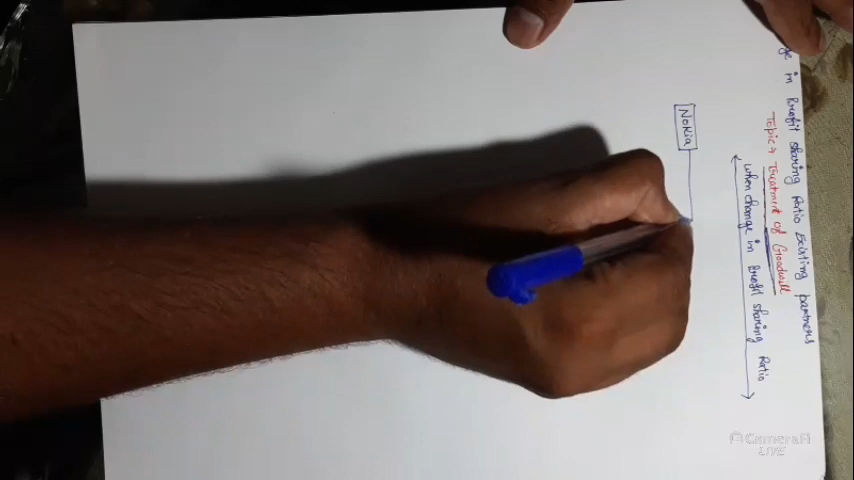 ge in Profit sharing Ratio Existing partners
Topic → Treatment of Goodwill
When change in Profit sharing Ratio
Nokia
CameraFi
LIVE